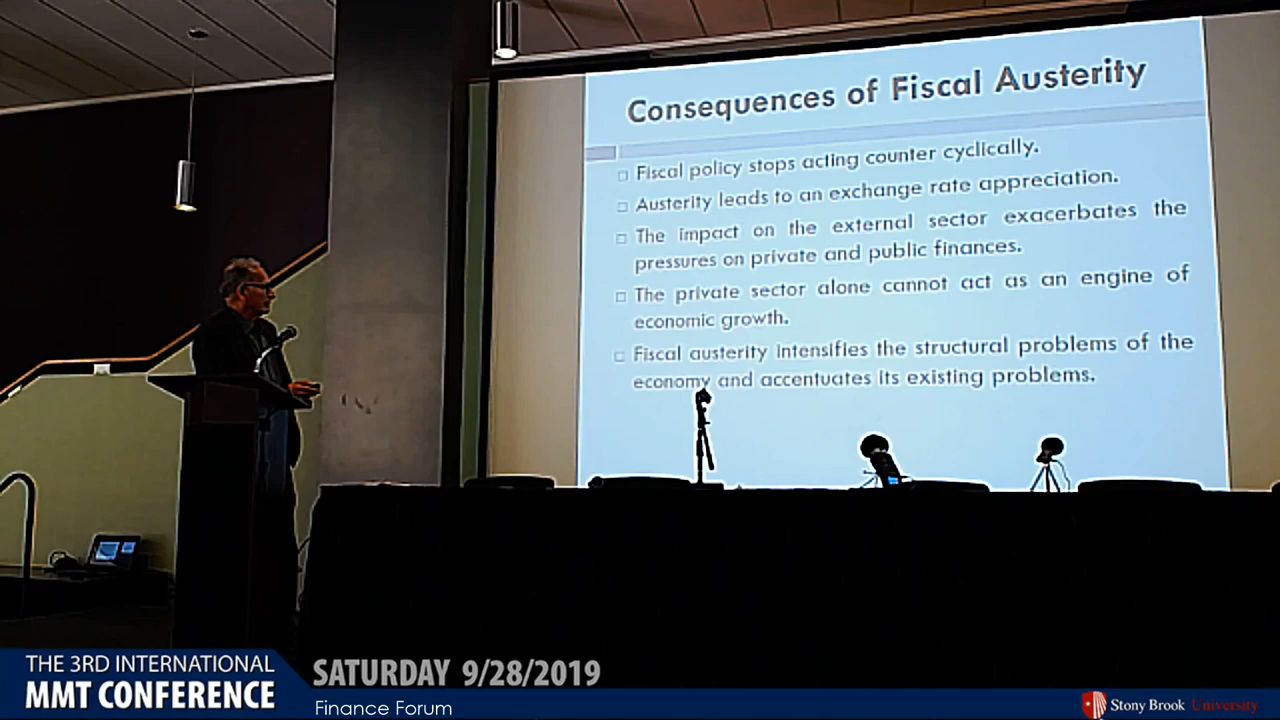 Consequences of Fiscal Austerity
Fiscal policy stops acting counter cyclically.
Austerity leads to an exchange rate appreciation.
The impact on the external sector exacerbates the
pressures on private and public finances.
The private sector alone cannot act as an engine of
economic growth.
Fiscal austerity intensifies the structural problems of the
economy and accentuates its existing problems.
THE 3RD INTERNATIONAL
MMT CONFERENCE
SATURDAY 9/28/2019
Finance Forum
Stony Brook University